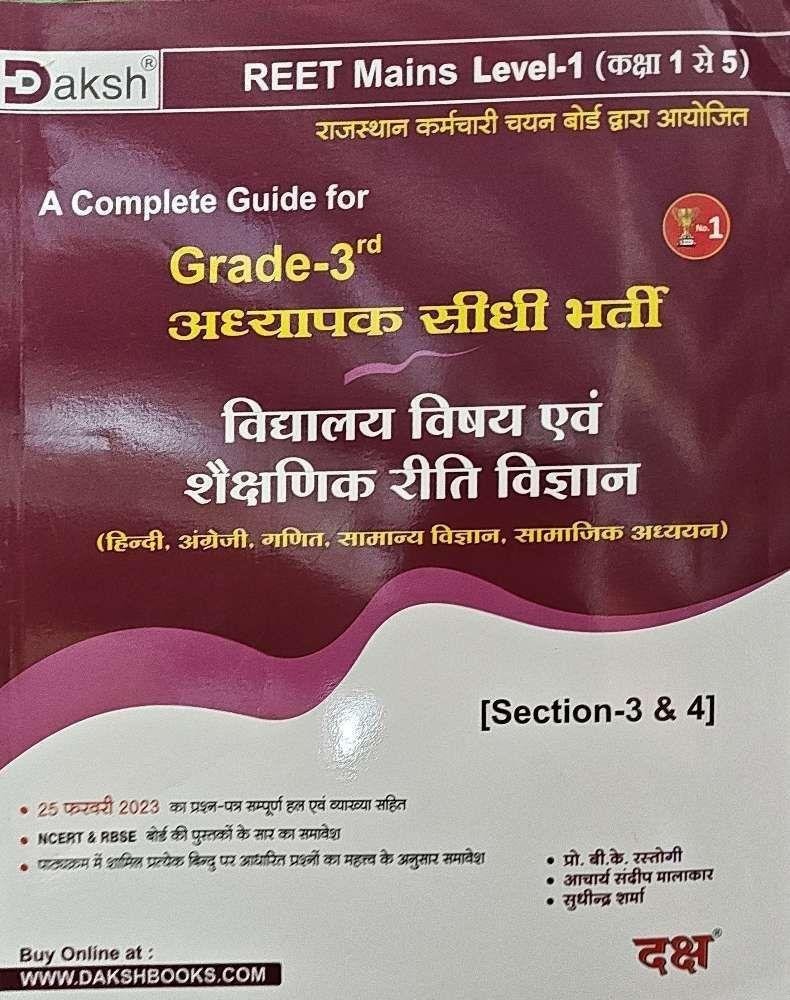 Daksh®
REET Mains Level-1 (कक्षा 1 से 5)
राजस्थान कर्मचारी चयन बोर्ड द्वारा आयोजित
A Complete Guide for
No. 1
Grade-3rd
अध्यापक सीधी भर्ती
विद्यालय विषय एवं
शैक्षणिक रीति विज्ञान
(हिन्दी, अंग्रेजी, गणित, सामान्य विज्ञान, सामाजिक अध्ययन)
[Section-3 & 4]
• 25 फरवरी 2023 का प्रश्न-पत्र सम्पूर्ण हल एवं व्याख्या सहित
• NCERT & RBSE बोर्ड की पुस्तकों के सार का समावेश
• पाठ्यक्रम में शामिल प्रत्येक बिन्दु पर आधारित प्रश्नों का महत्त्व के अनुसार समावेश
• प्रो. बी.के. रस्तोगी
• आचार्य संदीप मालाकार
• सुधीन्द्र शर्मा
Buy Online at :
WWW.DAKSHBOOKS.COM
दक्ष®